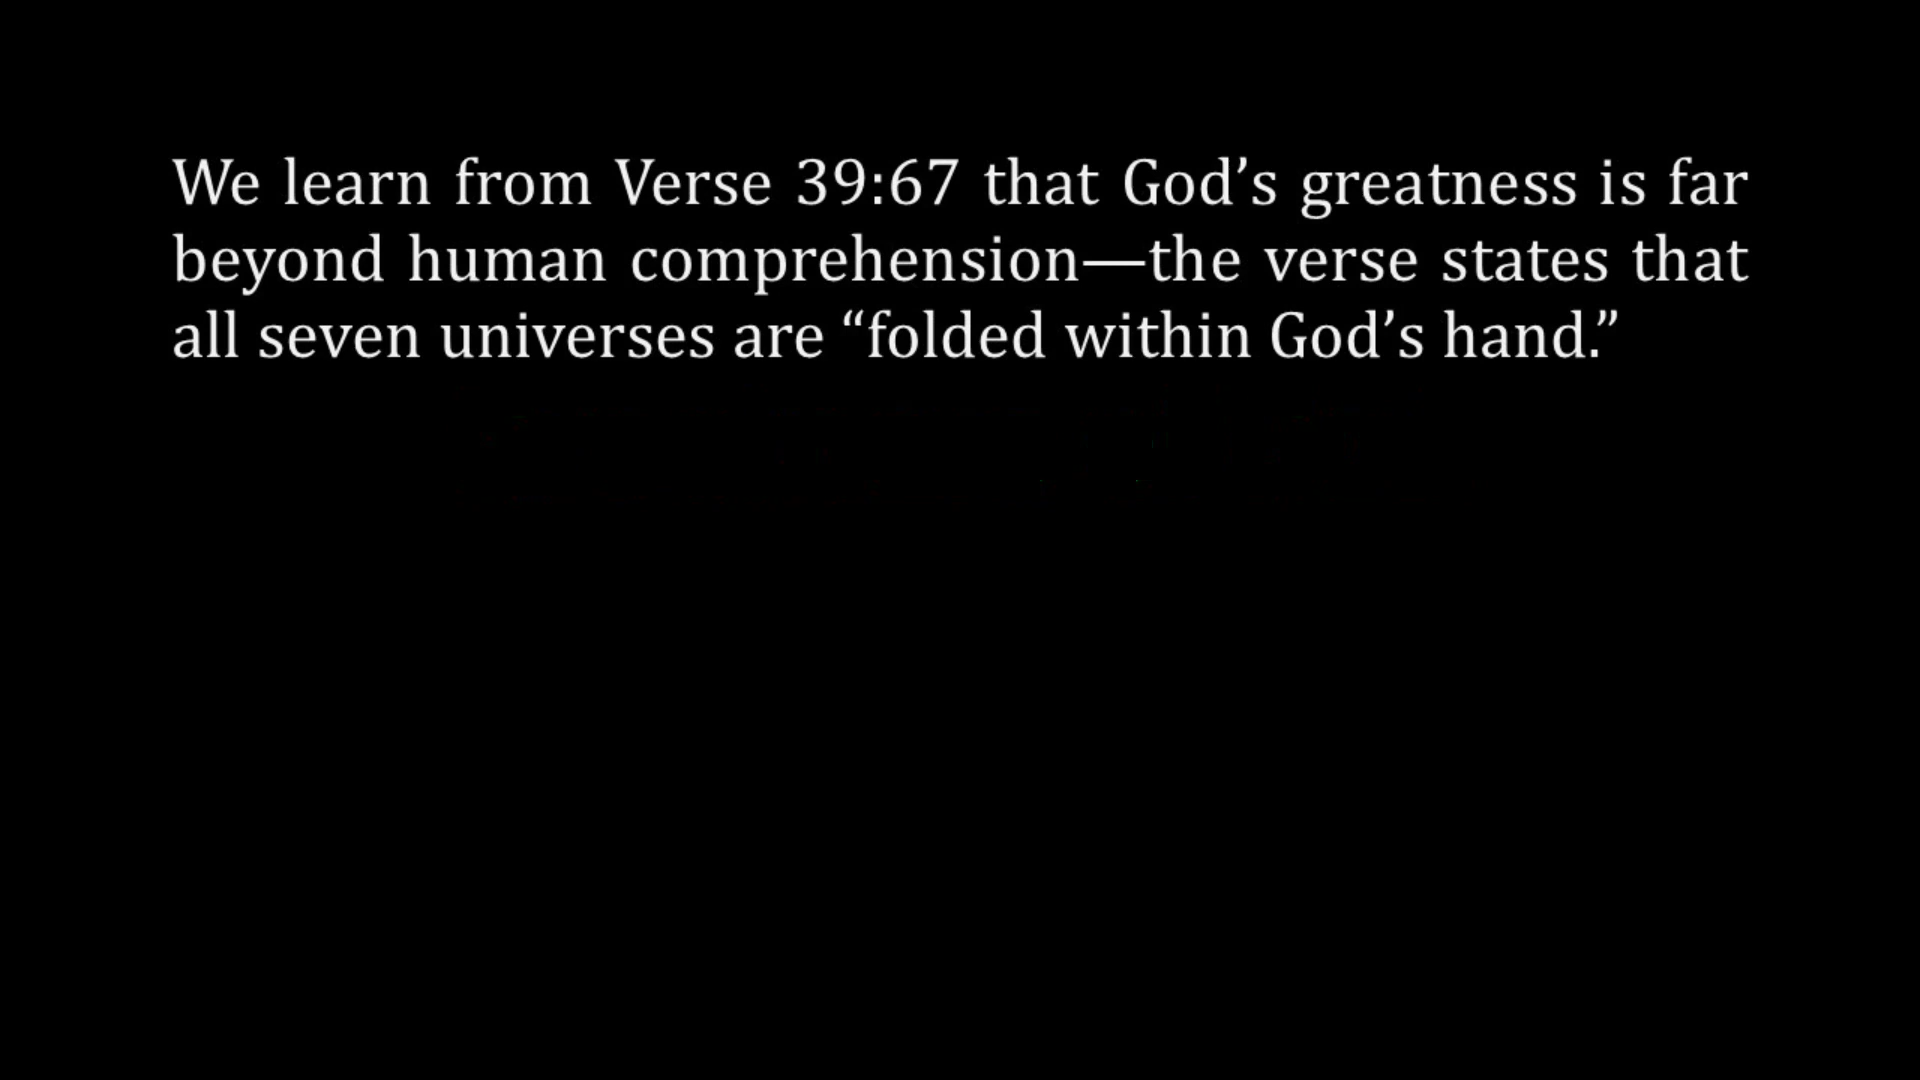 We learn from Verse 39:67 that God’s greatness is far
beyond human comprehension—the verse states that
all seven universes are “folded within God’s hand.”